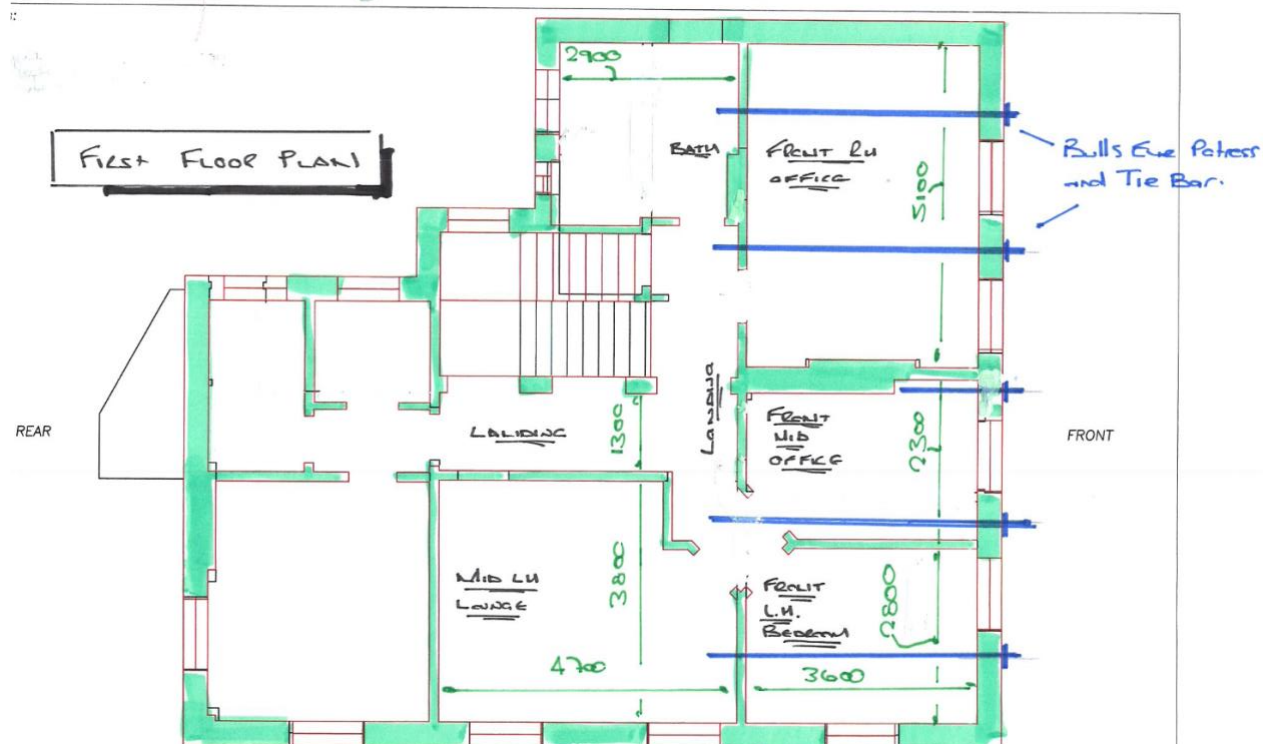 FIRST FLOOR PLAN
2900
BATH
FRONT RH
OFFICE
5100
Bulls Eye Patress
and Tie Bar.
REAR
LANDING
1300
LANDING
FRONT
MID
OFFICE
2300
FRONT
MID LH
LOUNGE
3800
4700
FRONT
L.H.
BEDROOM
2800
3600